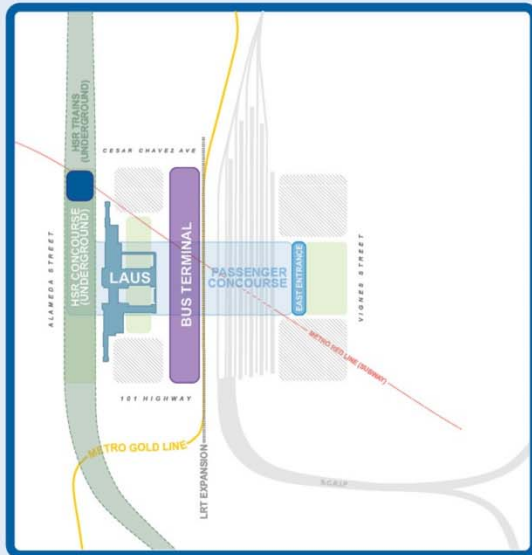 HSR TRAINS
(UNDERGROUND)
CESAR CHAVEZ AVE
ALAMEDA STREET
HSR CONCOURSE
(UNDERGROUND)
LAUS
BUS TERMINAL
PASSENGER
CONCOURSE
EAST ENTRANCE
VIGNES STREET
METRO RED LINE (SUBWAY)
101 HIGHWAY
METRO GOLD LINE
LRT EXPANSION